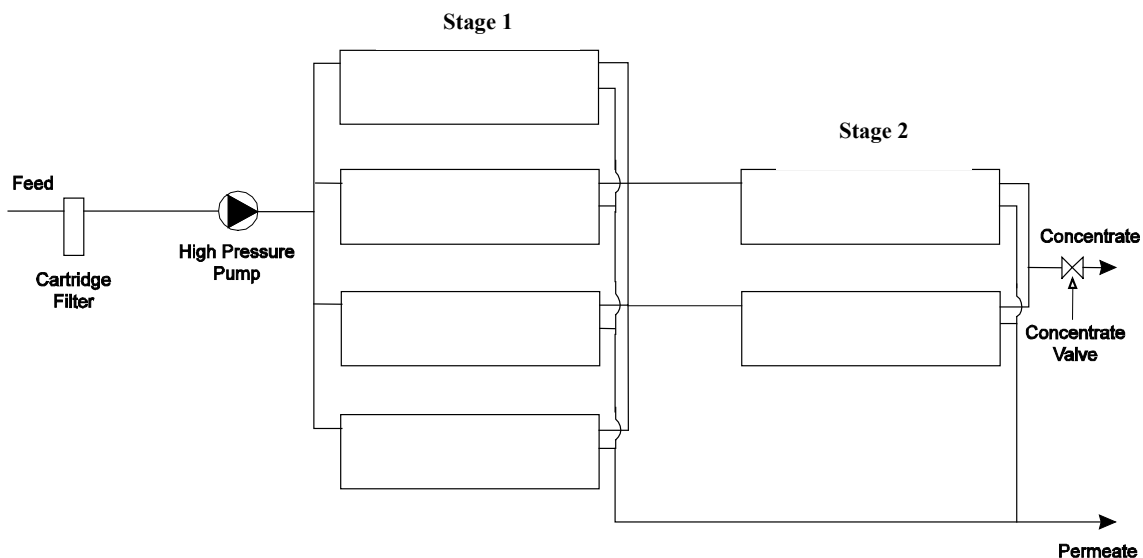 Stage 1
Stage 2
Feed
Cartridge
Filter
High Pressure
Pump
Concentrate
Concentrate
Valve
Permeate